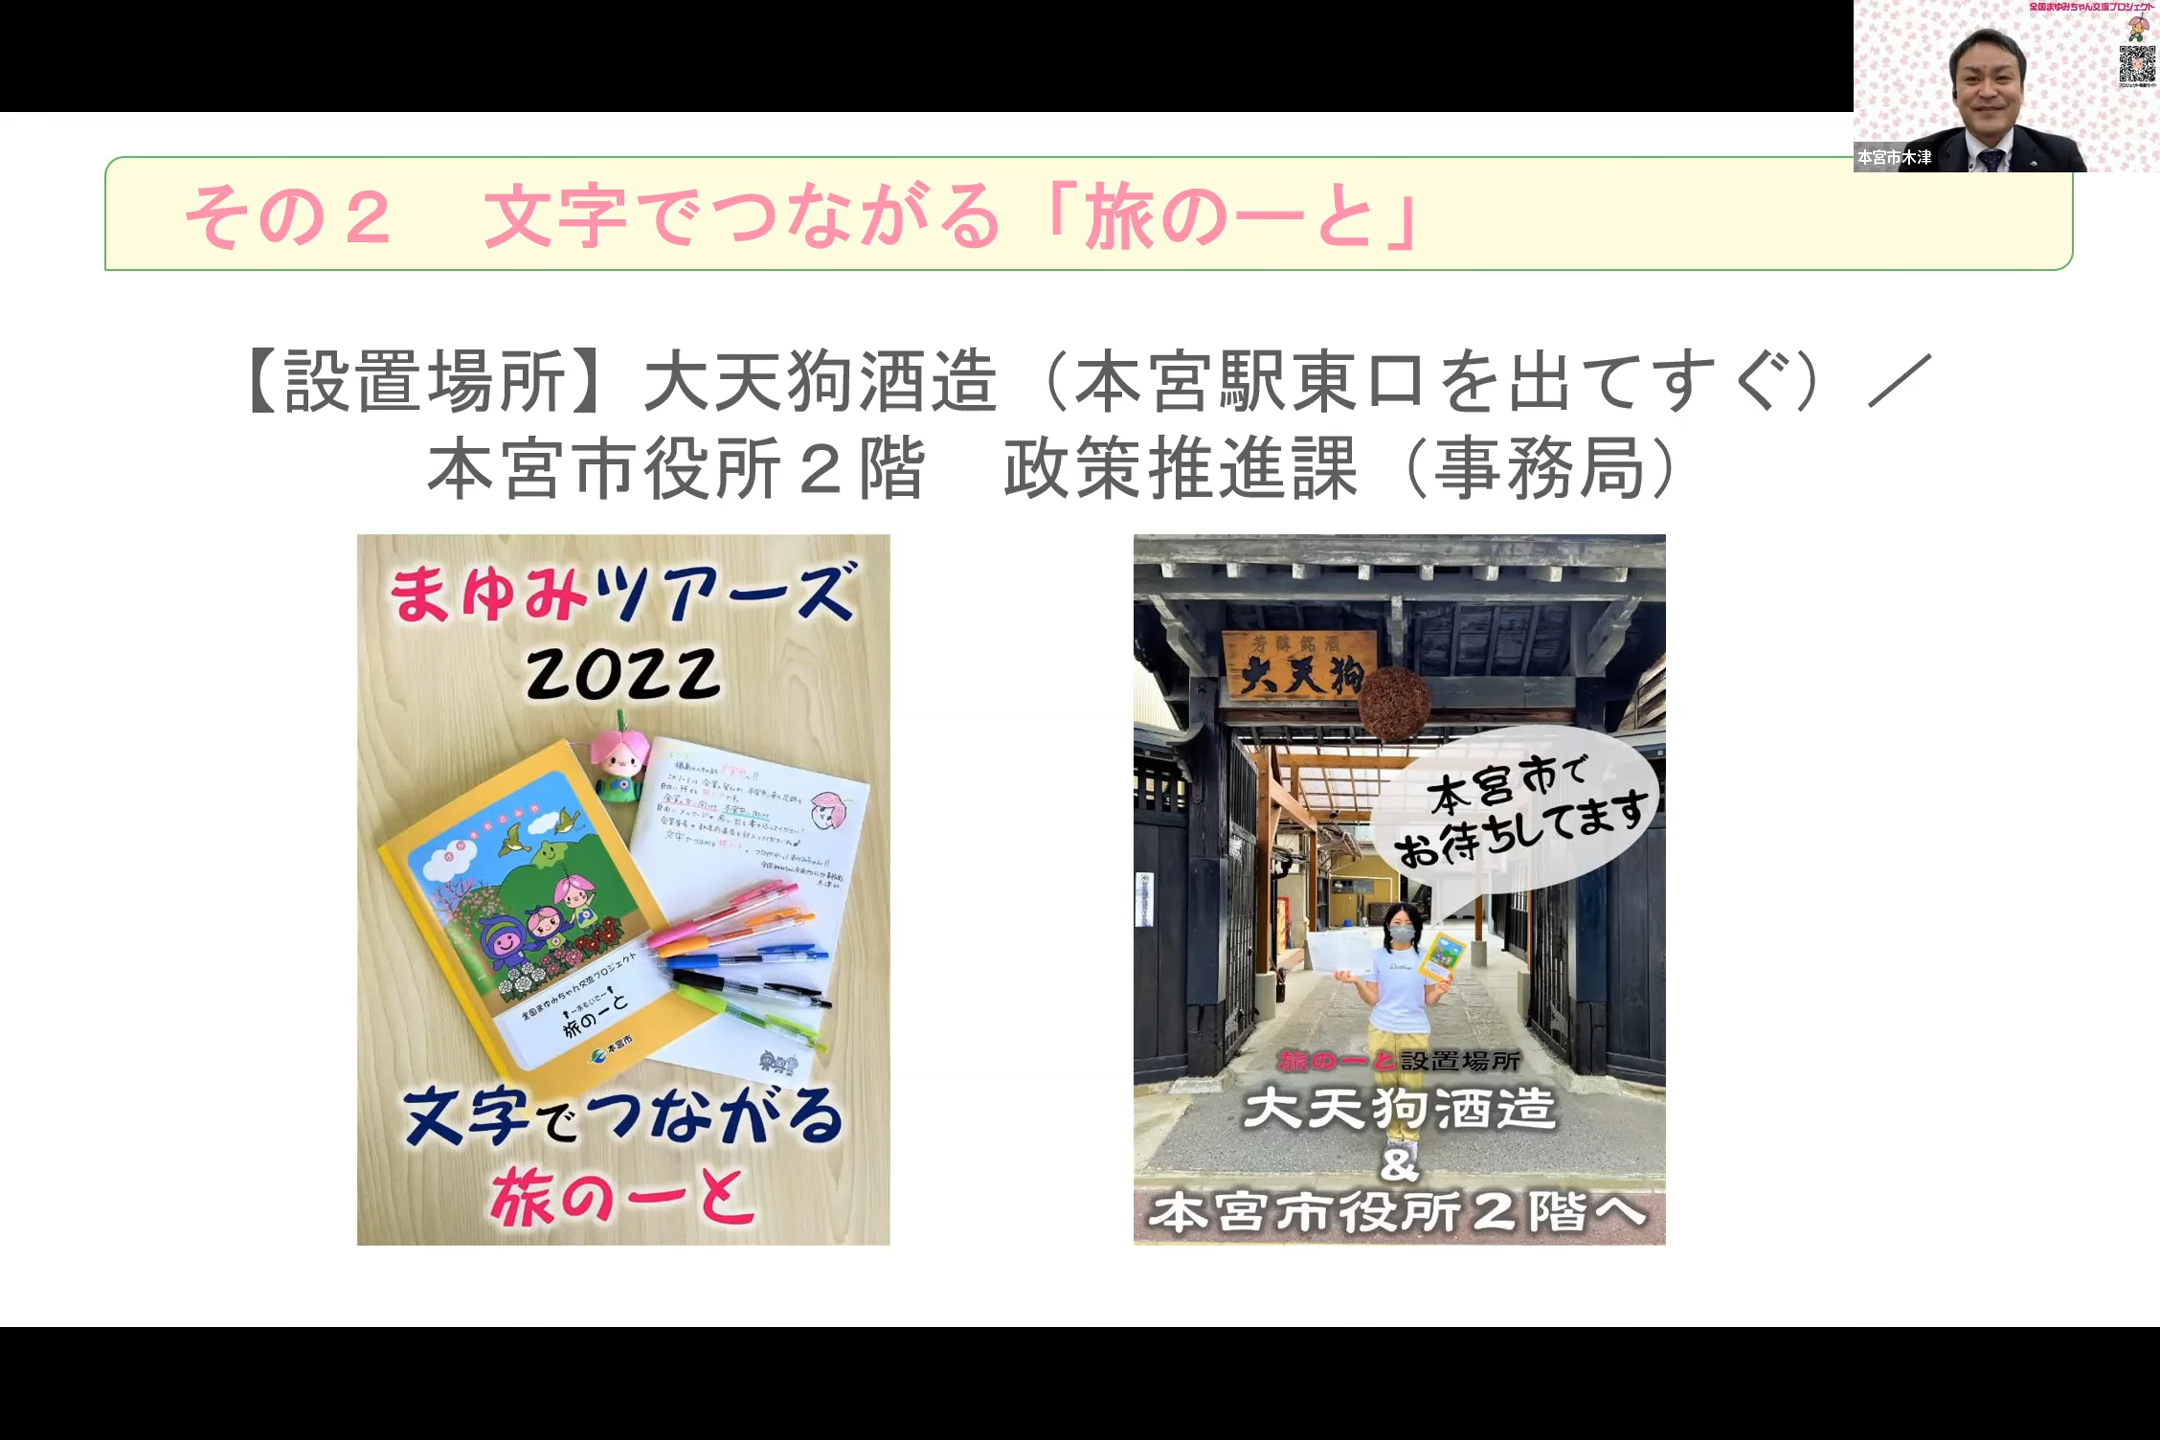 全国まゆみちゃん交流プロジェクト
本宮市木津
その２　文字でつながる「旅のーと」
【設置場所】大天狗酒造（本宮駅東口を出てすぐ）／
本宮市役所２階　政策推進課（事務局）
まゆみツアーズ
2022
全国まゆみちゃん交流プロジェクト
～おもいで～
旅のーと
本宮市
文字でつながる
旅のーと
芳醇銘酒
大天狗
本宮市で
お待ちしてます
旅のーと設置場所
大天狗酒造
&
本宮市役所２階へ